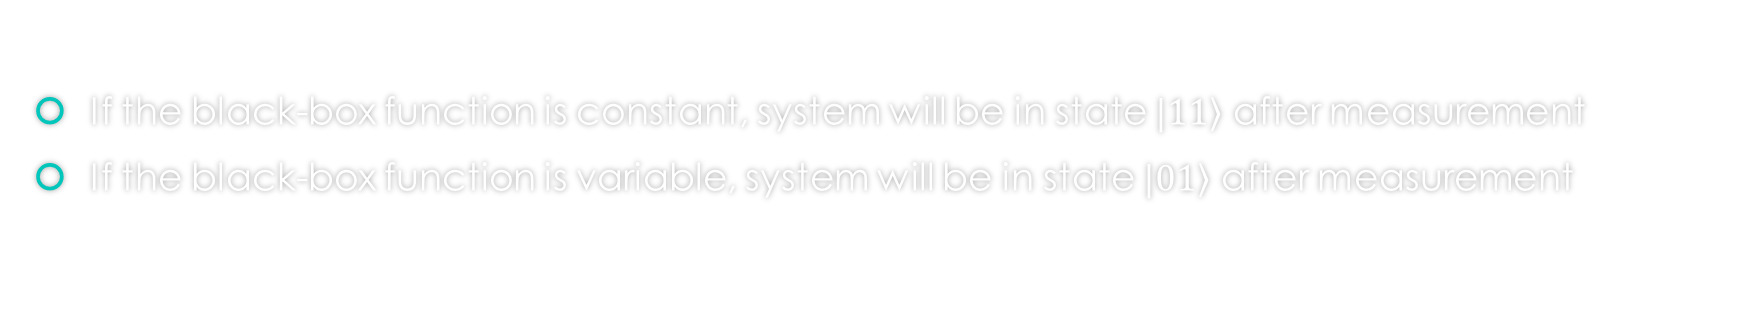 If the black-box function is constant, system will be in state |11⟩ after measurement
If the black-box function is variable, system will be in state |01⟩ after measurement